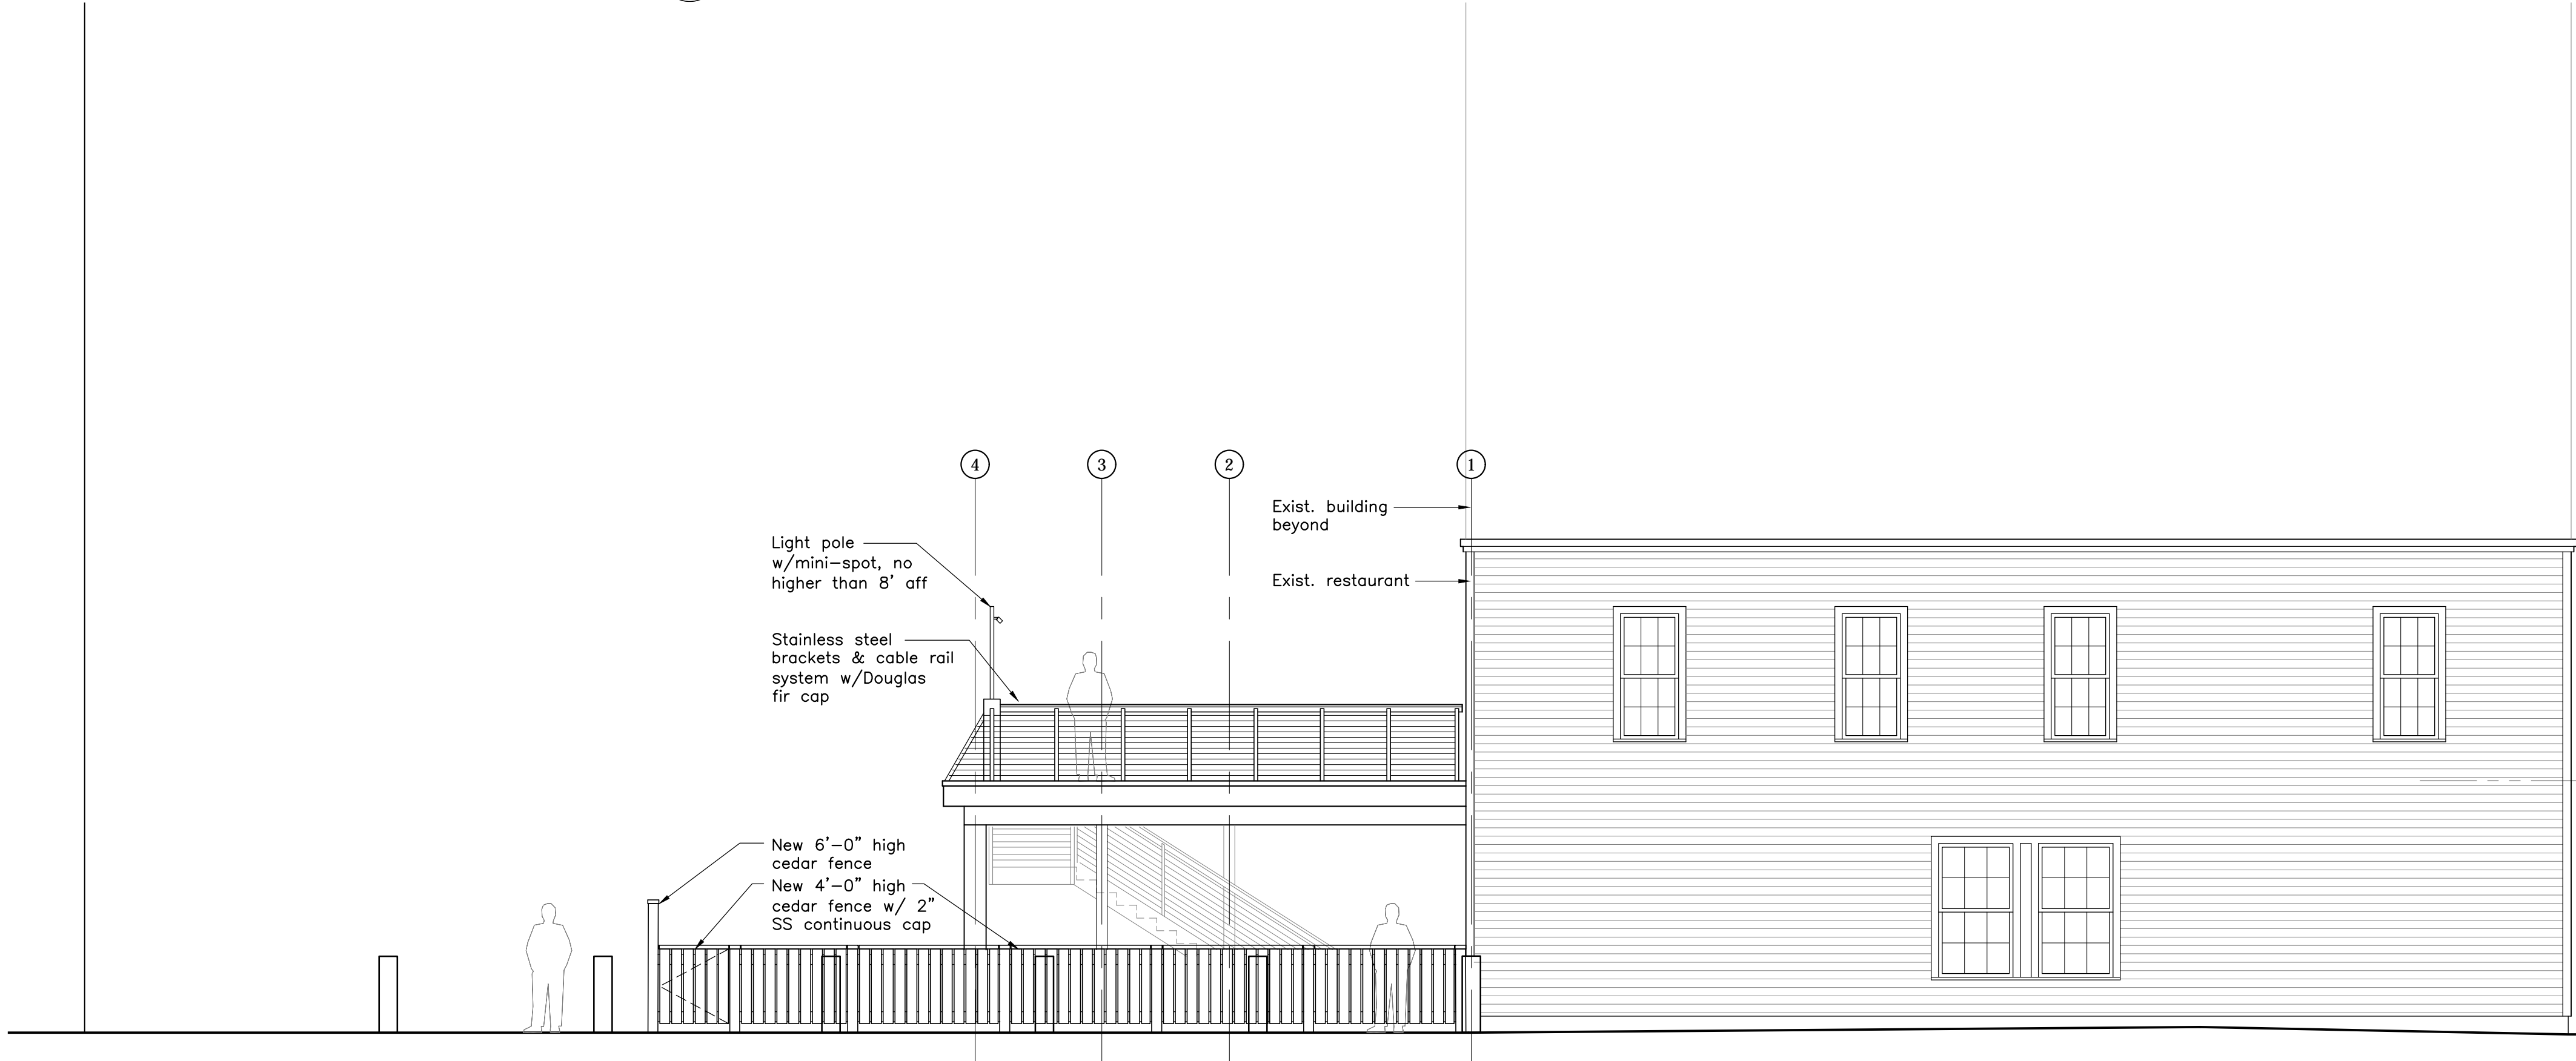 4
3
2
1
Exist. building
beyond
Light pole
w/mini-spot, no
higher than 8' aff
Exist. restaurant
Stainless steel
brackets & cable rail
system w/Douglas
fir cap
New 6'-0" high
cedar fence
New 4'-0" high
cedar fence w/ 2"
SS continuous cap